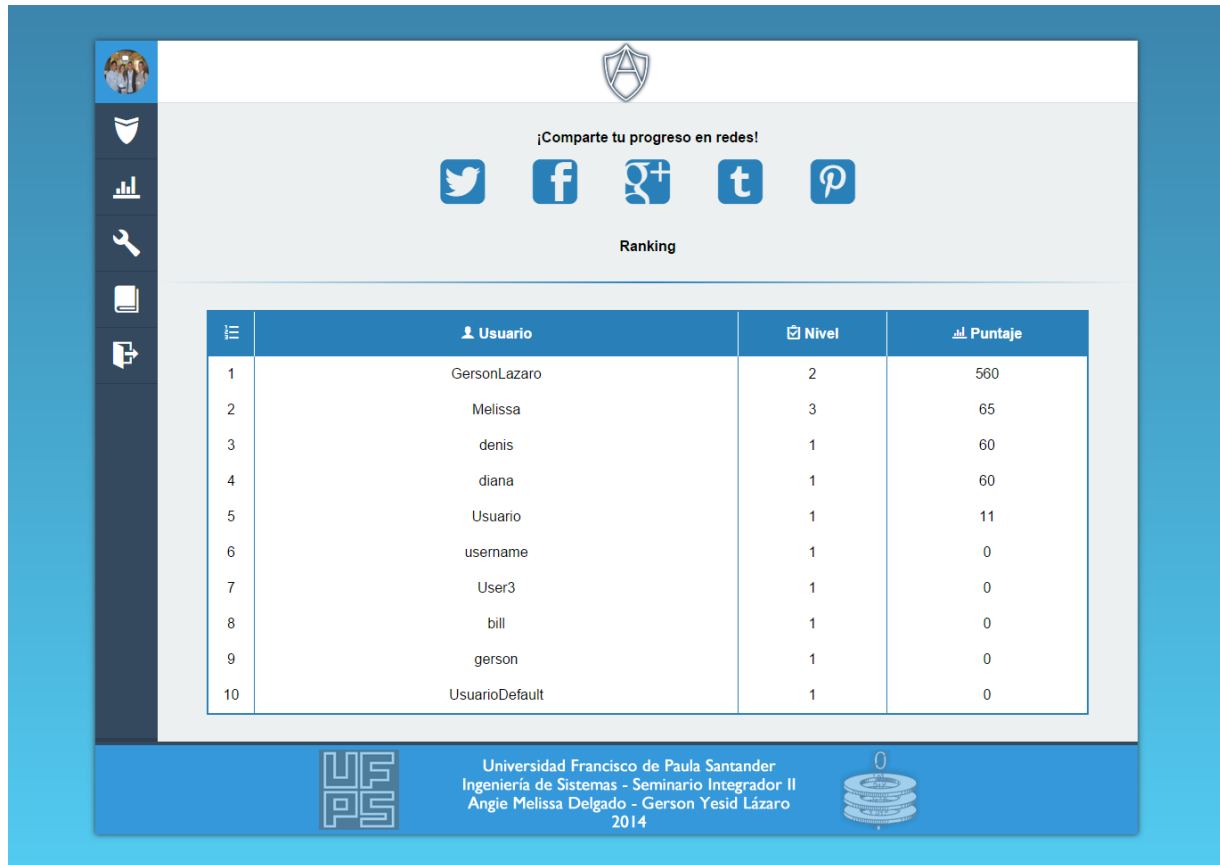 A
¡Comparte tu progreso en redes!
Ranking
Usuario Nivel Puntaje
1 GersonLazaro 2 560
2 Melissa 3 65
3 denis 1 60
4 diana 1 60
5 Usuario 1 11
6 username 1 0
7 User3 1 0
8 bill 1 0
9 gerson 1 0
10 UsuarioDefault 1 0
UFPS
Universidad Francisco de Paula Santander
Ingeniería de Sistemas - Seminario Integrador II
Angie Melissa Delgado - Gerson Yesid Lázaro
2014
0